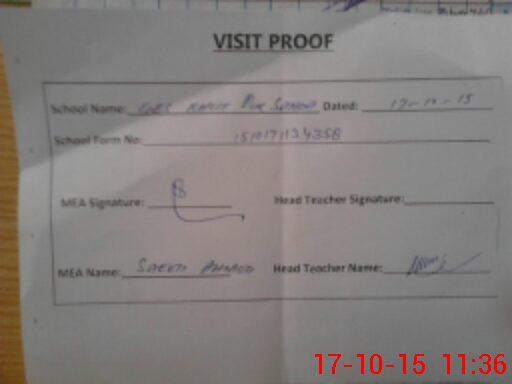 VISIT PROOF
School Name: Dated: 17-10-15
School Form No:
MEA Signature: Head Teacher Signature:
MEA Name: SAEED AHMAD Head Teacher Name:
17-10-15 11:36